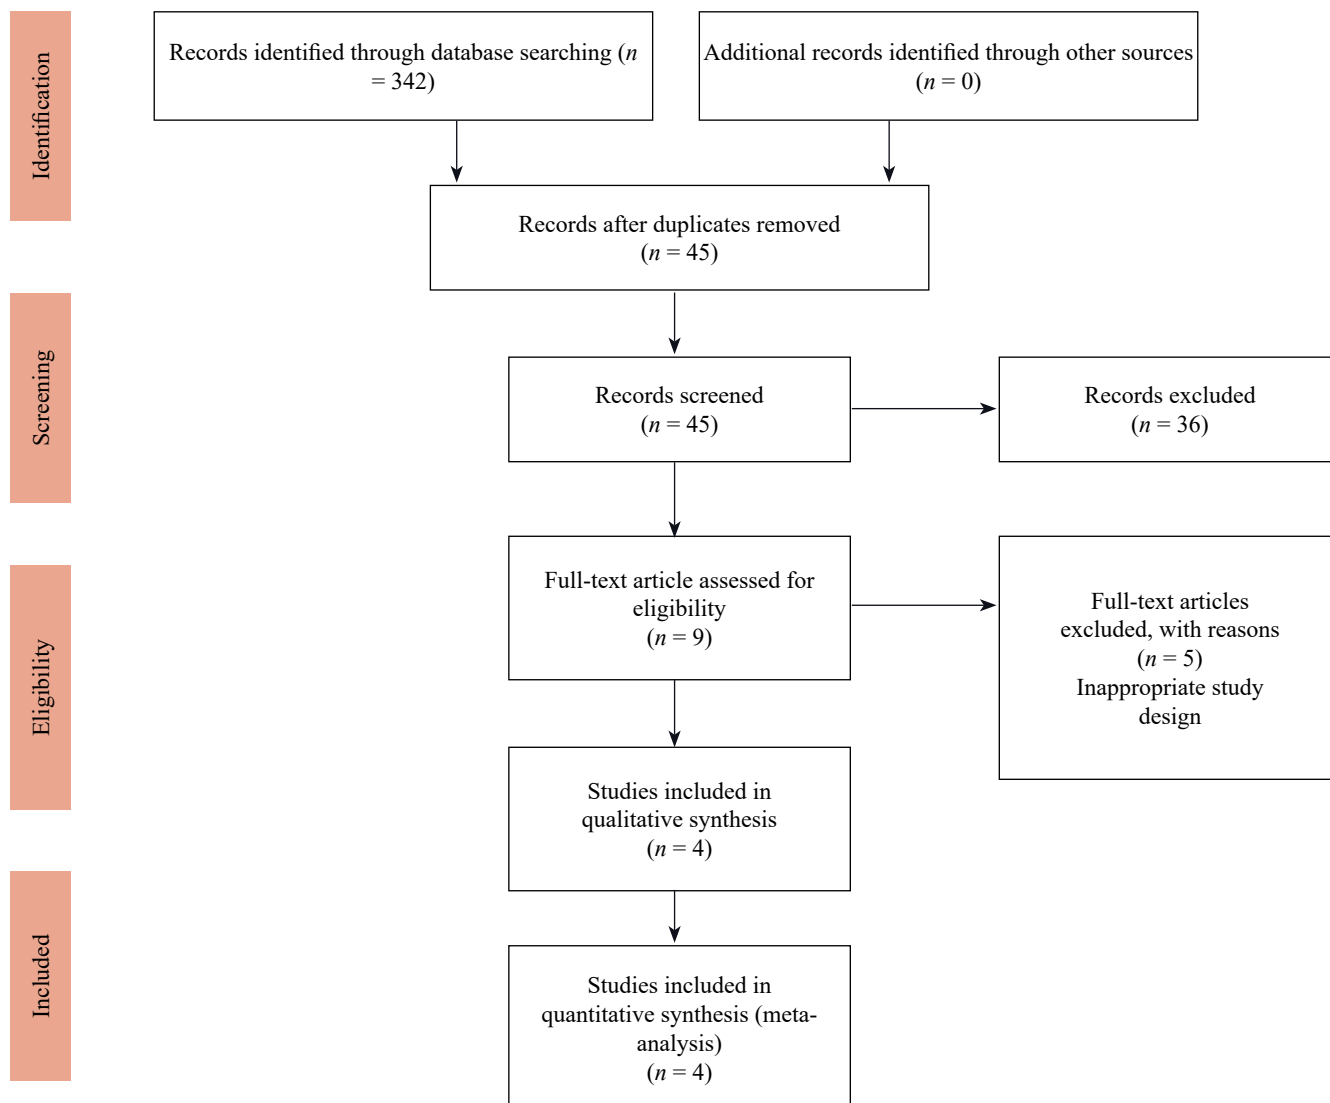 Identification
Records identified through database searching (n
= 342)
Additional records identified through other sources
(n = 0)
Records after duplicates removed
(n = 45)
Screening
Records screened
(n = 45)
Records excluded
(n = 36)
Eligibility
Full-text article assessed for
eligibility
(n = 9)
Full-text articles
excluded, with reasons
(n = 5)
Inappropriate study
design
Studies included in
qualitative synthesis
(n = 4)
Included
Studies included in
quantitative synthesis (meta-
analysis)
(n = 4)